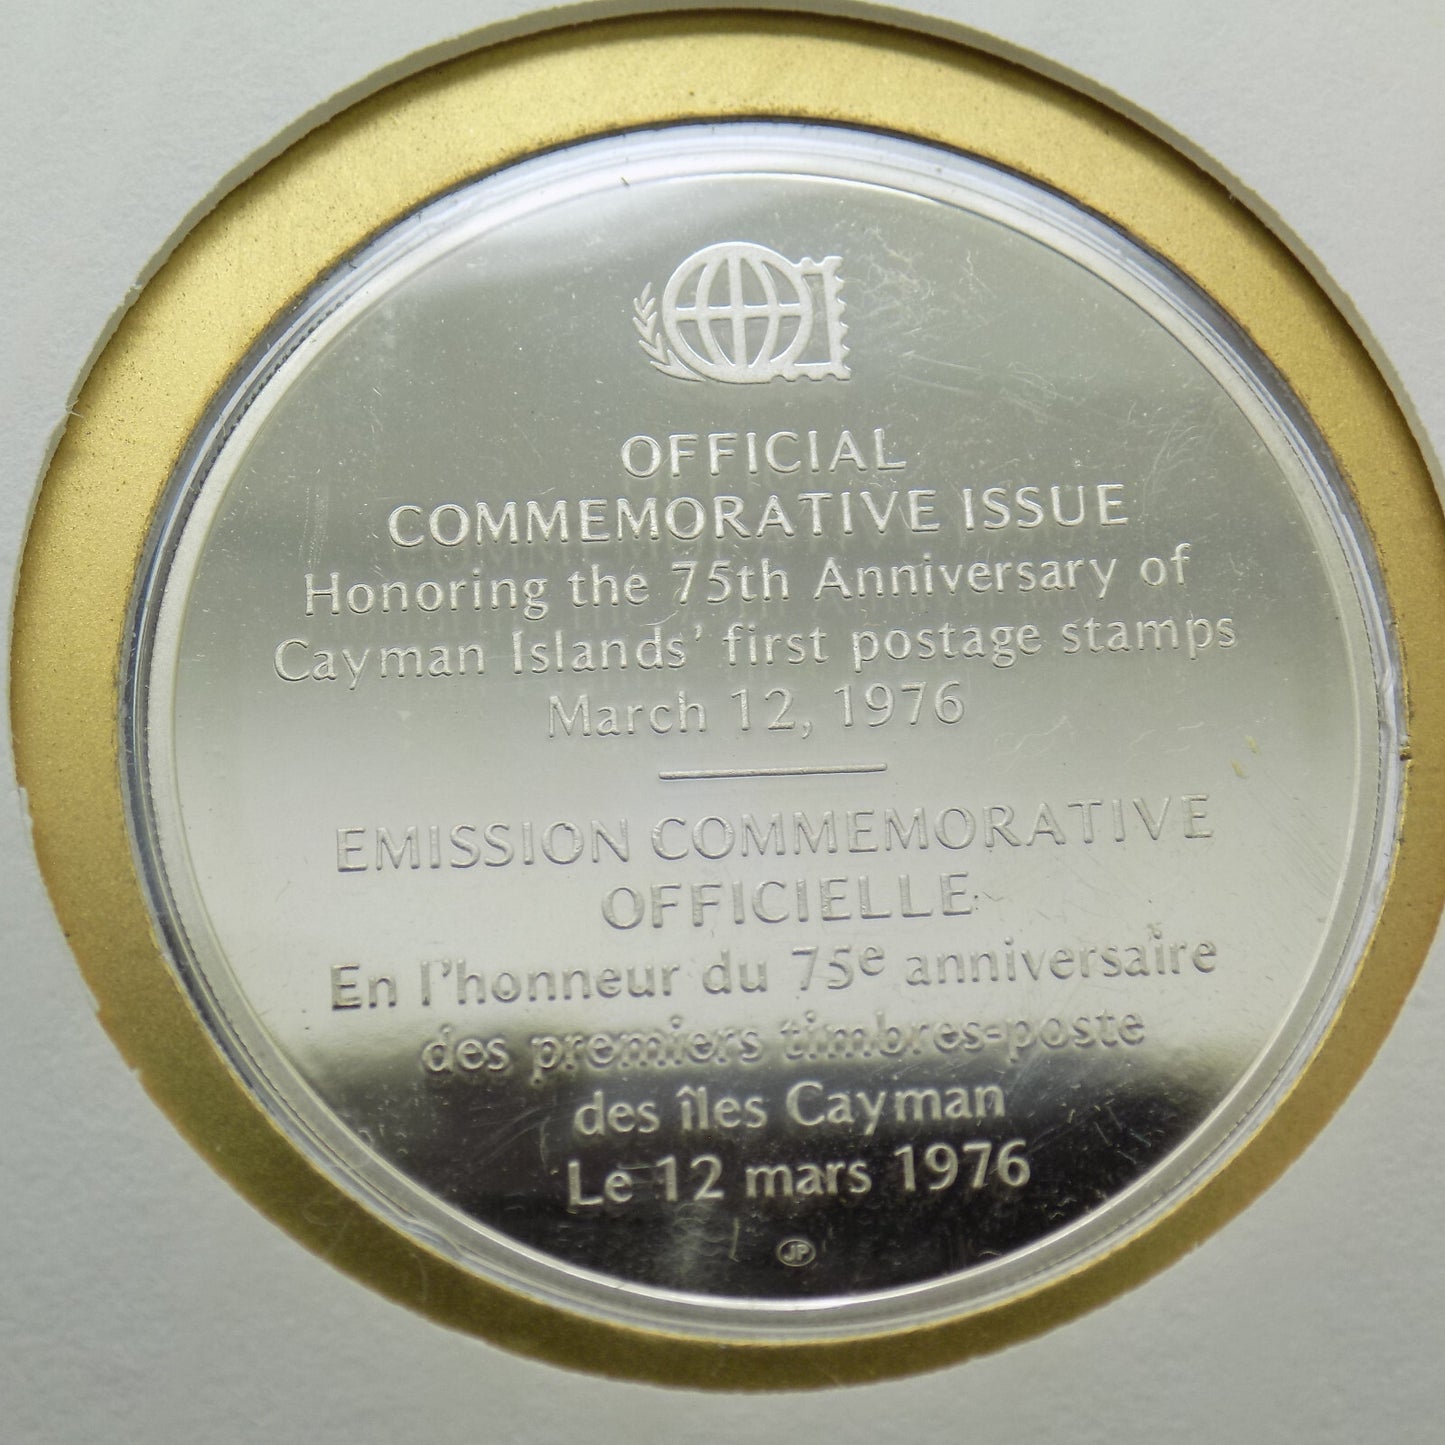 OFFICIAL
COMMEMORATIVE ISSUE
Honoring the 75th Anniversary of
Cayman Islands' first postage stamps
March 12, 1976
EMISSION COMMEMORATIVE
OFFICIELLE
En l'honneur du 75e anniversaire
des premiers timbres-poste
des îles Cayman
Le 12 mars 1976
JP